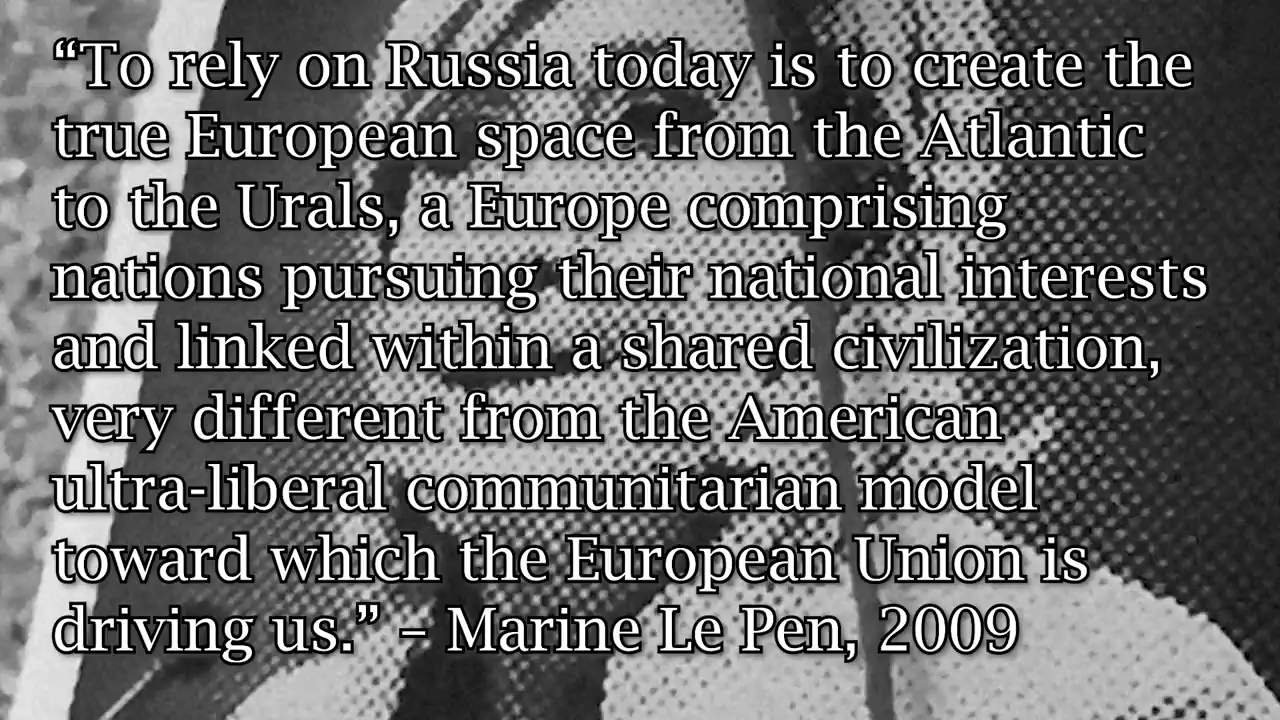 “To rely on Russia today is to create the
true European space from the Atlantic
to the Urals, a Europe comprising
nations pursuing their national interests
and linked within a shared civilization,
very different from the American
ultra-liberal communitarian model
toward which the European Union is
driving us.” – Marine Le Pen, 2009